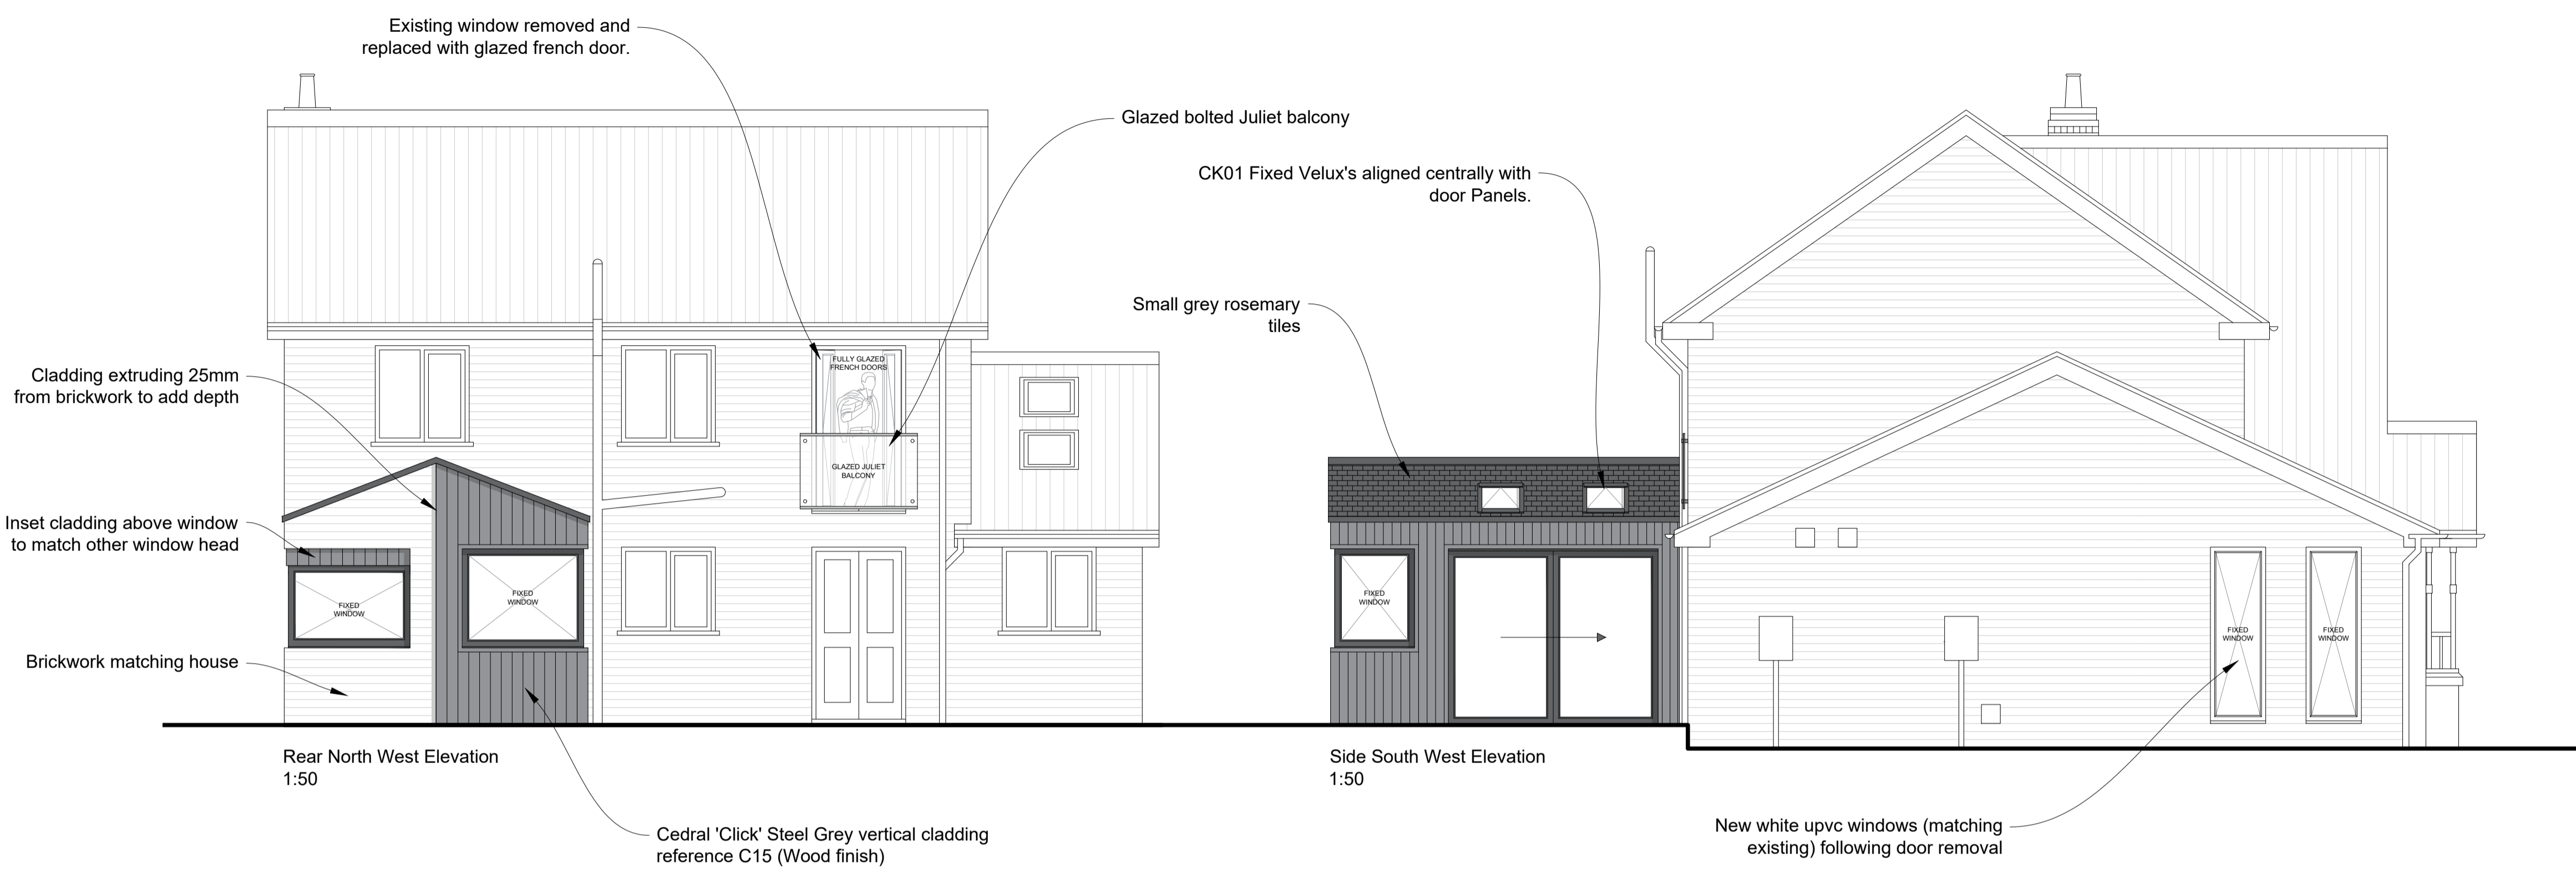 Existing window removed and
replaced with glazed french door.
Glazed bolted Juliet balcony
CK01 Fixed Velux's aligned centrally with
door Panels.
Small grey rosemary
tiles
Cladding extruding 25mm
from brickwork to add depth
Inset cladding above window
to match other window head
Brickwork matching house
FULLY GLAZED
FRENCH DOORS
GLAZED JULIET
BALCONY
FIXED
WINDOW
FIXED
WINDOW
FIXED
WINDOW
FIXED
WINDOW
FIXED
WINDOW
Rear North West Elevation
1:50
Side South West Elevation
1:50
Cedral 'Click' Steel Grey vertical cladding
reference C15 (Wood finish)
New white upvc windows (matching
existing) following door removal